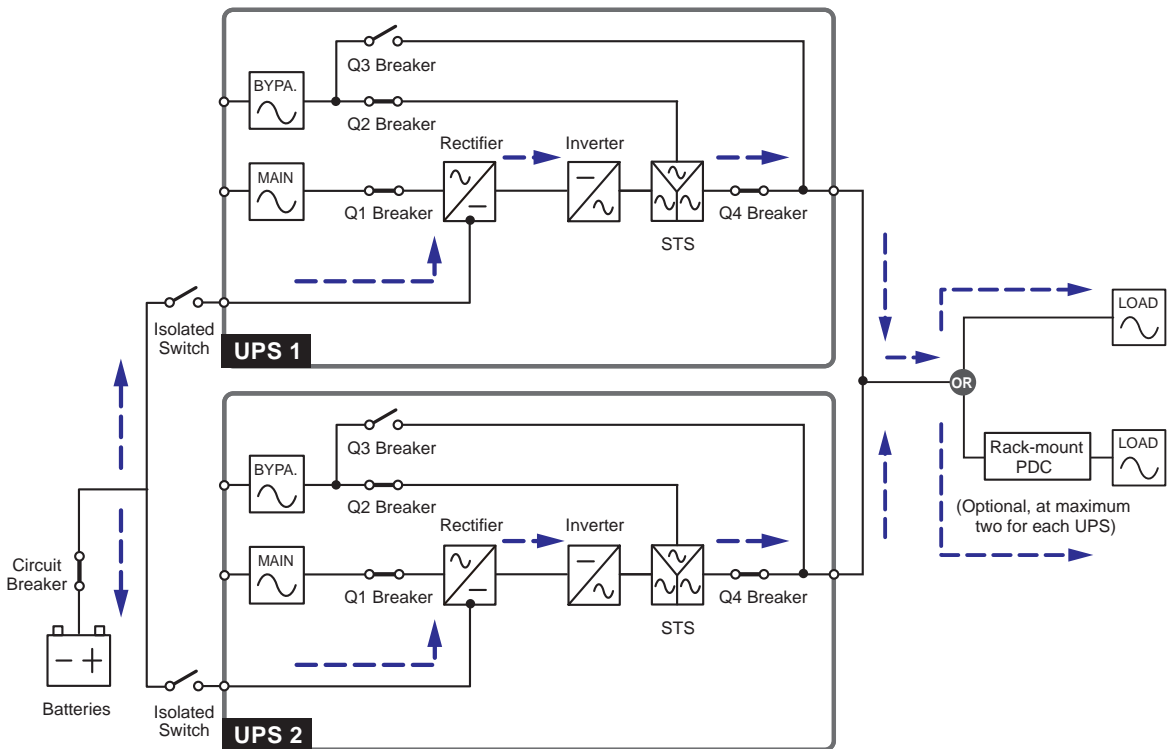 Q3 Breaker
BYPA.
Q2 Breaker
Rectifier
Inverter
MAIN
Q1 Breaker
Q4 Breaker
STS
Isolated
Switch
UPS 1
LOAD
OR
Q3 Breaker
BYPA.
Q2 Breaker
Rectifier
Inverter
MAIN
Q1 Breaker
Q4 Breaker
STS
Rack-mount
PDC
LOAD
(Optional, at maximum
two for each UPS)
Circuit
Breaker
Batteries
Isolated
Switch
UPS 2